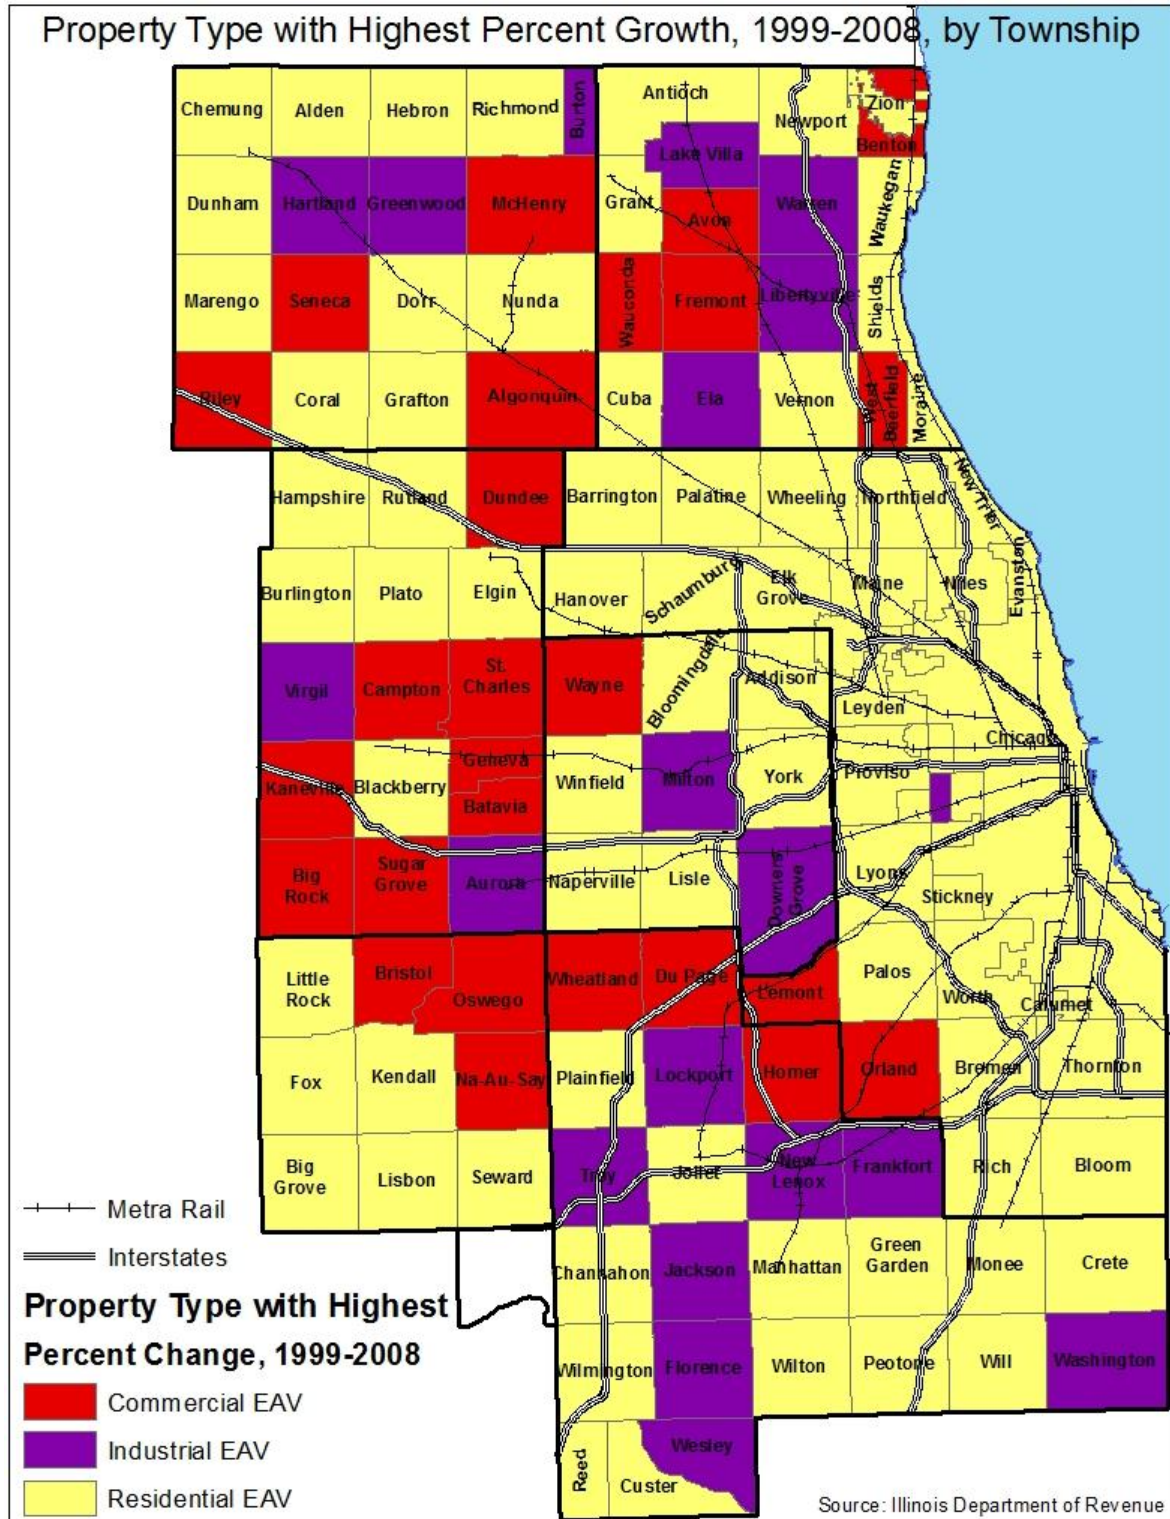 Property Type with Highest Percent Growth, 1999-2008, by Township
Chemung
Alden
Hebron
Richmond
Burton
Antioch
Newport
Zion
Benton
Lake Villa
Dunham
Hartland
Greenwood
McHenry
Grant
Avon
Warren
Waukegan
Marengo
Seneca
Dorr
Nunda
Wauconda
Fremont
Libertyville
Shields
Riley
Coral
Grafton
Algonquin
Cuba
Ela
Vernon
West
Deerfield
Moraine
Hampshire
Rutland
Dundee
Barrington
Palatine
Wheeling
Northfield
New Trier
Burlington
Plato
Elgin
Hanover
Schaumburg
Elk
Grove
Maine
Niles
Evanston
Virgil
Campton
St.
Charles
Wayne
Bloomingdale
Addison
Leyden
Chicago
Kaneville
Blackberry
Geneva
Batavia
Winfield
Milton
York
Proviso
Big
Rock
Sugar
Grove
Aurora
Naperville
Lisle
Downers
Grove
Lyons
Stickney
Little
Rock
Bristol
Oswego
Wheatland
Du Page
Lemont
Palos
Worth
Calumet
Fox
Kendall
Na-Au-Say
Plainfield
Lockport
Homer
Orland
Bremen
Thornton
Big
Grove
Lisbon
Seward
Troy
Joliet
New
Lenox
Frankfort
Rich
Bloom
Channahon
Jackson
Manhattan
Green
Garden
Monee
Crete
Wilmington
Florence
Wilton
Peotone
Will
Washington
Reed
Custer
Wesley
Metra Rail
Interstates
Property Type with Highest
Percent Change, 1999-2008
Commercial EAV
Industrial EAV
Residential EAV
Source: Illinois Department of Revenue